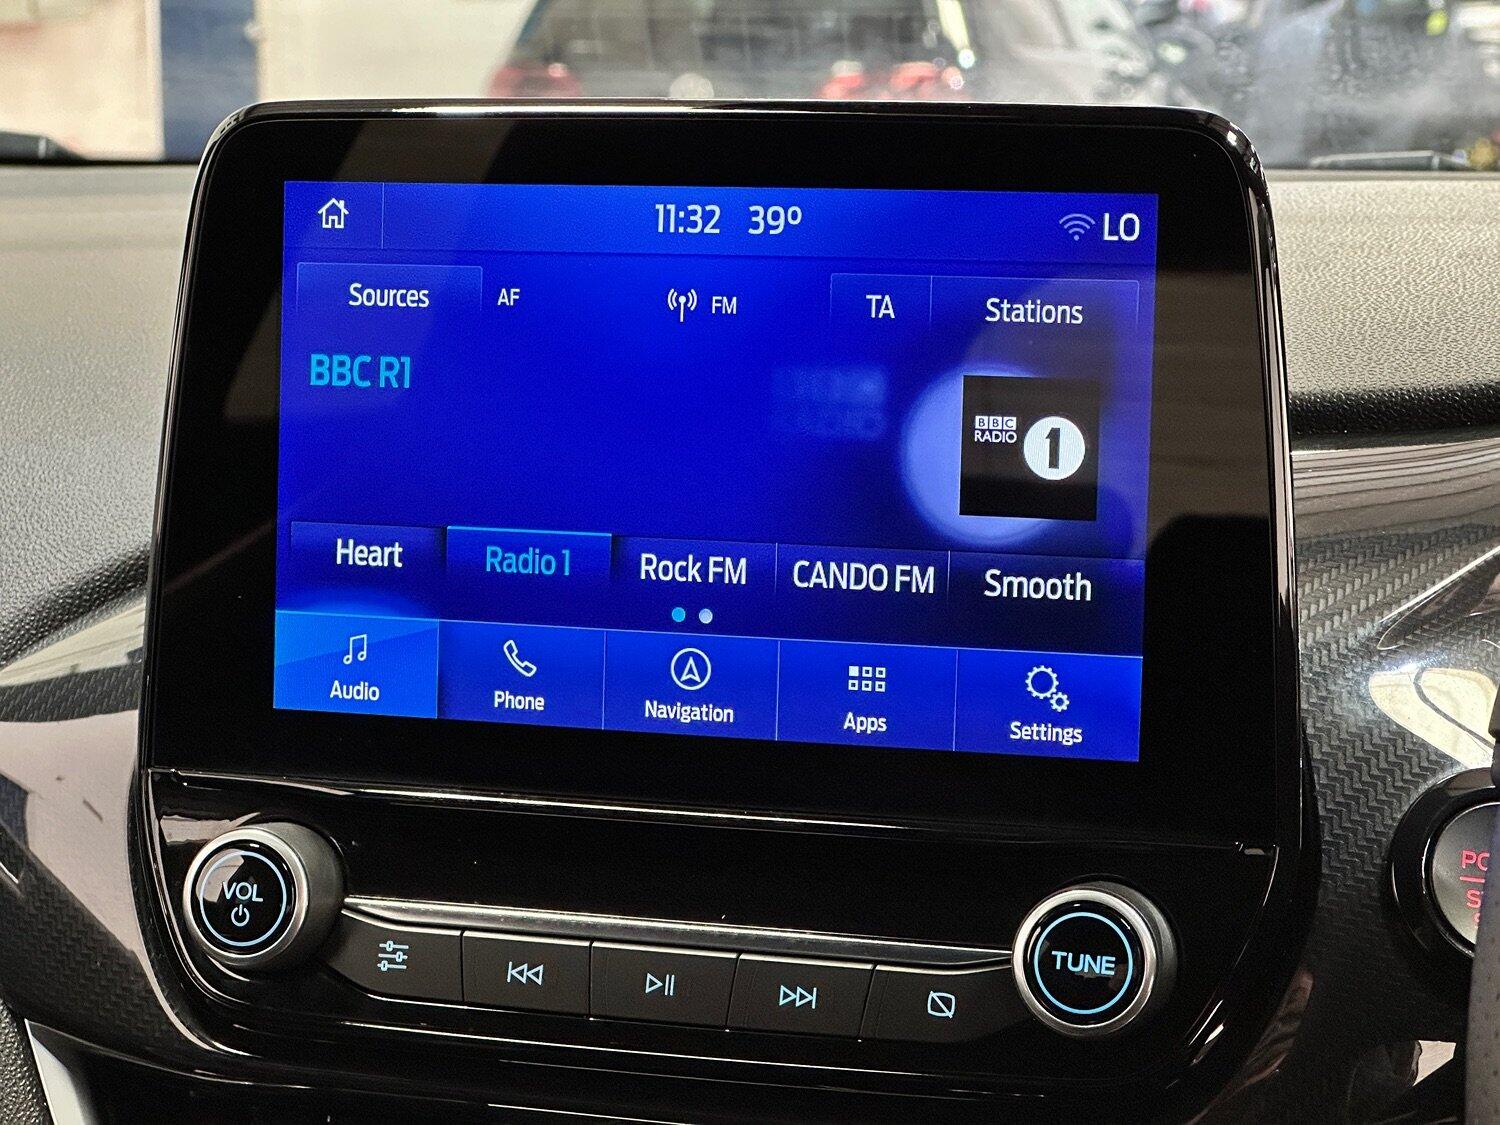 11:32 39º LO
Sources AF FM TA Stations
BBC R1
BBC
RADIO 1
Heart Radio 1 Rock FM CANDO FM Smooth
Audio Phone Navigation Apps Settings
VOL
TUNE